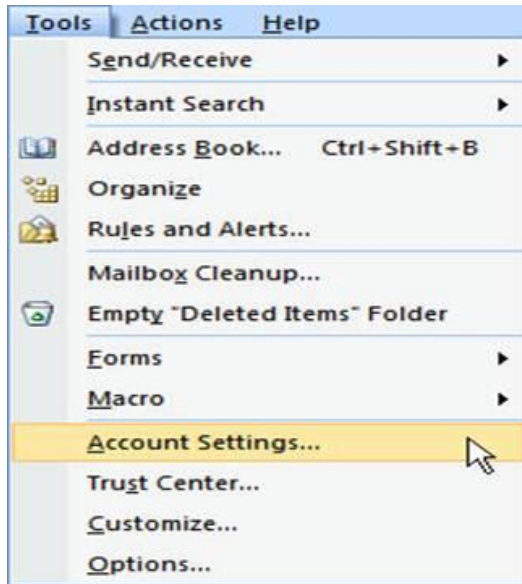 Tools Actions Help
Send/Receive
Instant Search
Address Book... Ctrl+Shift+B
Organize
Rules and Alerts...
Mailbox Cleanup...
Empty "Deleted Items" Folder
Forms
Macro
Account Settings...
Trust Center...
Customize...
Options...